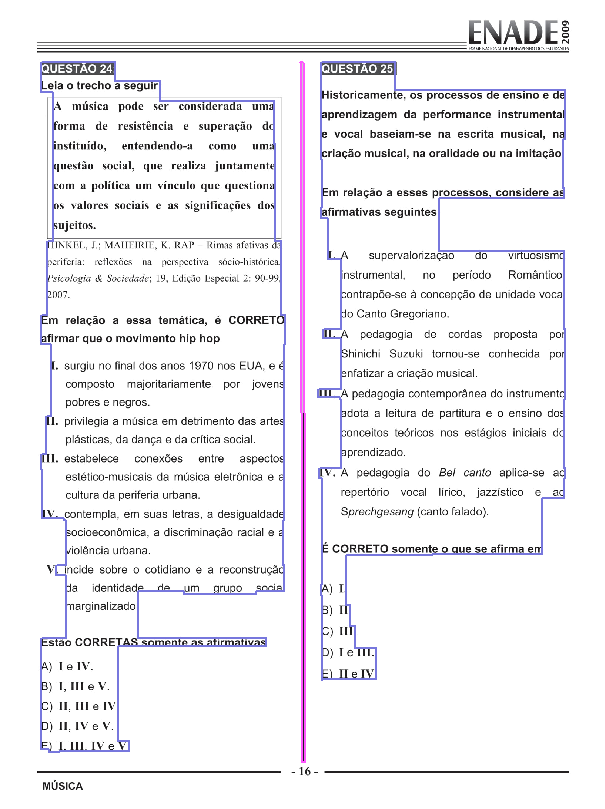 ENADE 2009
EXAME NACIONAL DE DESEMPENHO DOS ESTUDANTES
QUESTÃO 24
Leia o trecho a seguir
A música pode ser considerada uma
forma de resistência e superação do
instituído, entendendo-a como uma
questão social, que realiza juntamente
com a política um vínculo que questiona
os valores sociais e as significações dos
sujeitos.
HINKEL, J.; MAHEIRIE, K. RAP – Rimas afetivas da
periferia: reflexões na perspectiva sócio-histórica.
Psicologia & Sociedade; 19, Edição Especial 2: 90-99,
2007.
Em relação a essa temática, é CORRETO
afirmar que o movimento hip hop
I. surgiu no final dos anos 1970 nos EUA, e é
composto majoritariamente por jovens
pobres e negros.
II. privilegia a música em detrimento das artes
plásticas, da dança e da crítica social.
III. estabelece conexões entre aspectos
estético-musicais da música eletrônica e a
cultura da periferia urbana.
IV. contempla, em suas letras, a desigualdade
socioeconômica, a discriminação racial e a
violência urbana.
V. incide sobre o cotidiano e a reconstrução
da identidade de um grupo social
marginalizado
Estão CORRETAS somente as afirmativas
A) I e IV.
B) I, III e V.
C) II, III e IV
D) II, IV e V.
E) I, III, IV e V
QUESTÃO 25
Historicamente, os processos de ensino e de
aprendizagem da performance instrumental
e vocal baseiam-se na escrita musical, na
criação musical, na oralidade ou na imitação
Em relação a esses processos, considere as
afirmativas seguintes
I. A supervalorização do virtuosismo
instrumental, no período Romântico
contrapõe-se à concepção de unidade vocal
do Canto Gregoriano.
II. A pedagogia de cordas proposta por
Shinichi Suzuki tornou-se conhecida por
enfatizar a criação musical.
III. A pedagogia contemporânea do instrumento
adota a leitura de partitura e o ensino dos
conceitos teóricos nos estágios iniciais do
aprendizado.
IV. A pedagogia do Bel canto aplica-se ao
repertório vocal lírico, jazzístico e ao
Sprechgesang (canto falado).
É CORRETO somente o que se afirma em
A) I.
B) II
C) III
D) I e III.
E) II e IV
- 16 -
MÚSICA